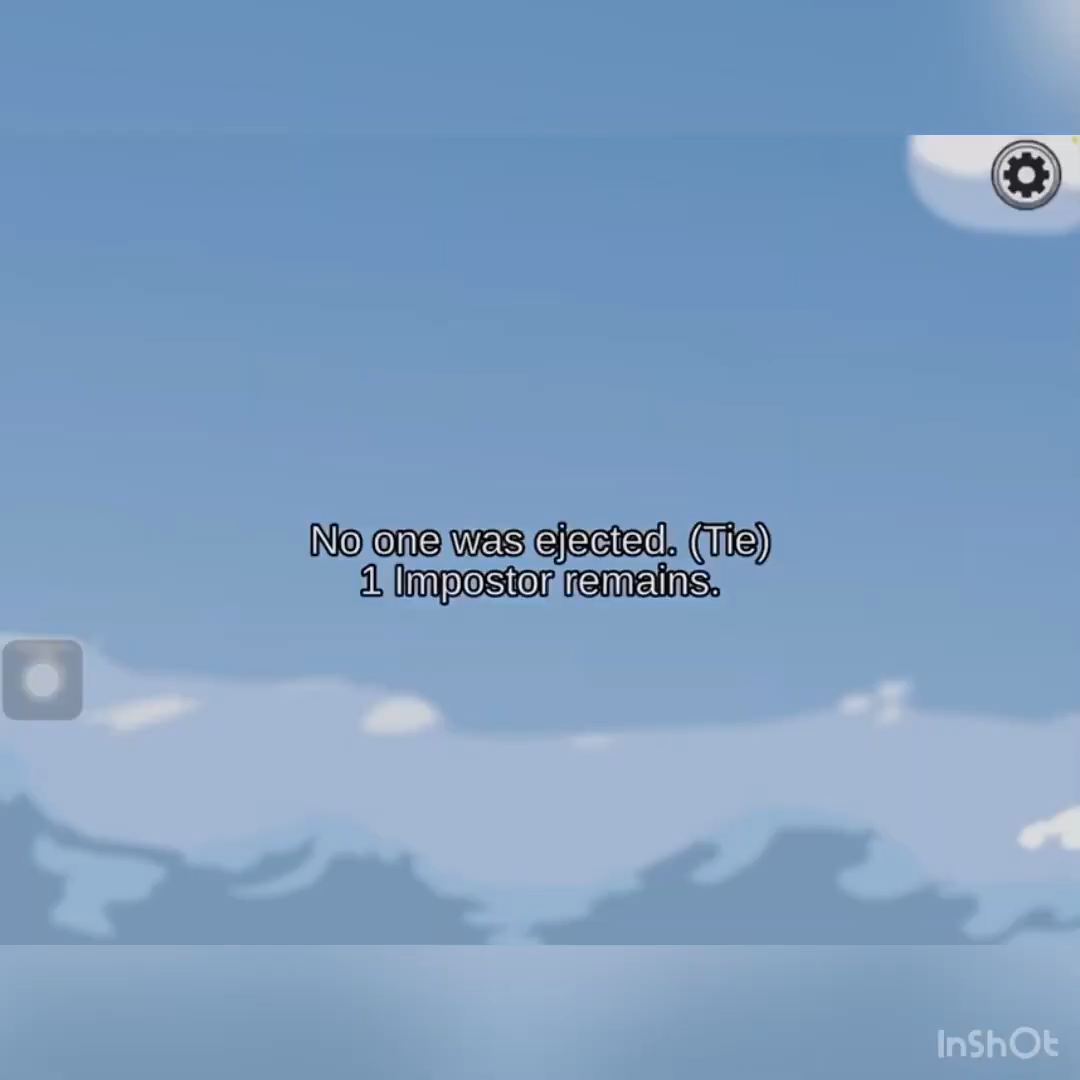 No one was ejected. (Tie)
1 Impostor remains.
InShOt